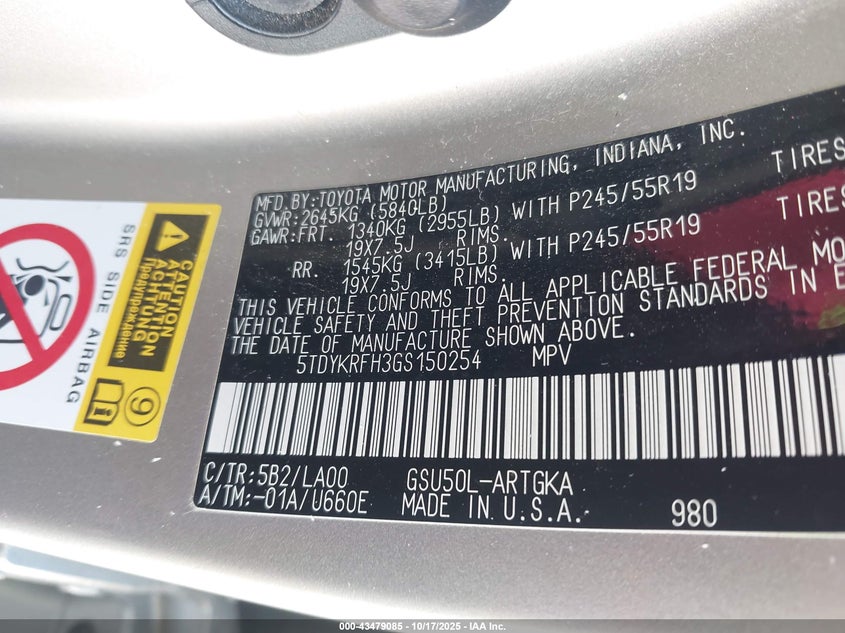 MFD.BY:TOYOTA MOTOR MANUFACTURING, INDIANA, INC.
GVWR:2645KG (5840LB)
GAWR:FRT. 1340KG (2955LB) WITH P245/55R19 TIRES
19X7.5J RIMS.
RR. 1545KG (3415LB) WITH P245/55R19 TIRES
19X7.5J RIMS.
THIS VEHICLE CONFORMS TO ALL APPLICABLE FEDERAL MO
VEHICLE SAFETY AND THEFT PREVENTION STANDARDS IN E
THE DATE OF MANUFACTURE SHOWN ABOVE.
5TDYKRFH3GS150254 MPV
C/TR:5B2/LA00 GSU50L-ARTGKA
A/TM:-01A/U660E MADE IN U.S.A. 980
CAUTION
ATTENTION
ACHTUNG
Предупреждение
SRS SIDE AIRBAG
9
i
000-43479085 - 10/17/2025 - IAA Inc.